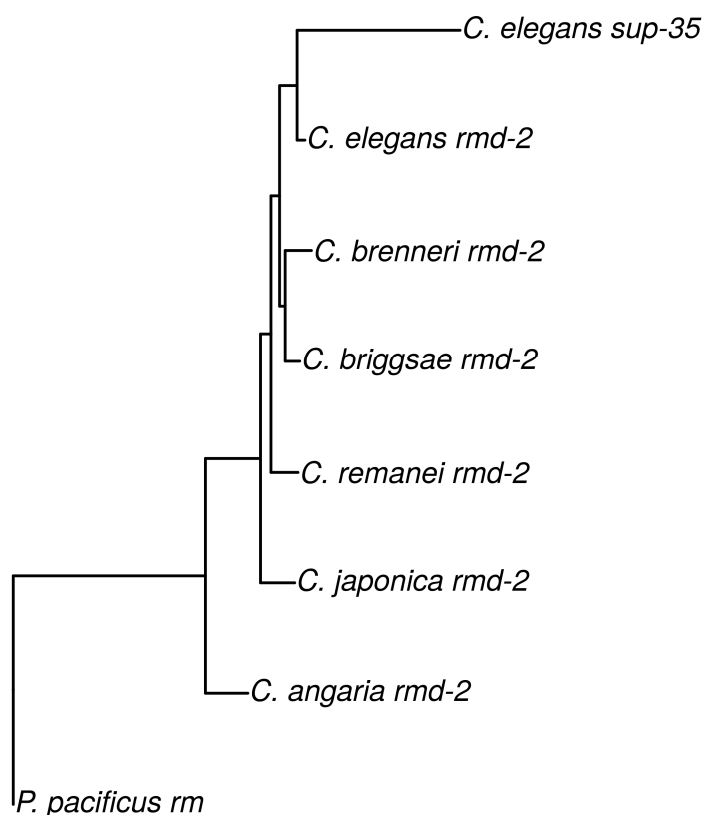 C. elegans sup-35
C. elegans rmd-2
C. brenneri rmd-2
C. briggsae rmd-2
C. remanei rmd-2
C. japonica rmd-2
C. angaria rmd-2
P. pacificus rm